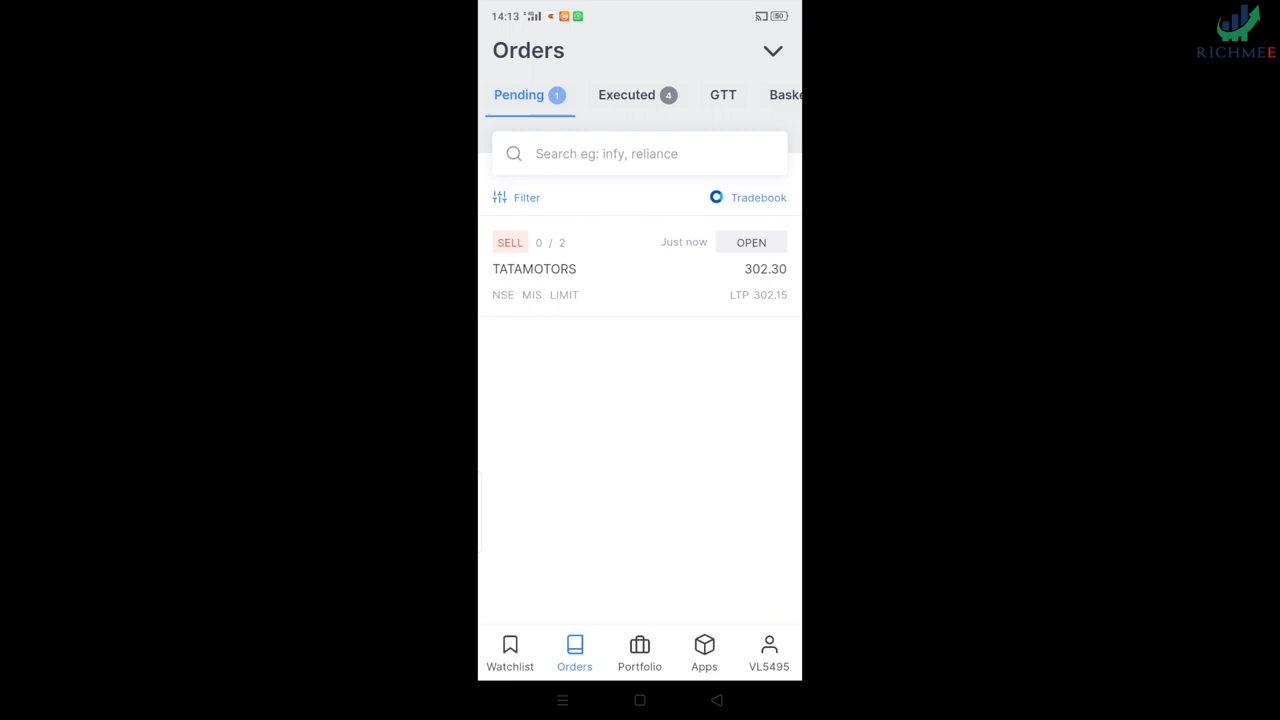 14:13
50
RICHMEE
Orders
Pending 1 Executed 4 GTT Baske
Search eg: infy, reliance
Filter Tradebook
SELL 0 / 2 Just now OPEN
TATAMOTORS 302.30
NSE MIS LIMIT LTP 302.15
Watchlist Orders Portfolio Apps VL5495